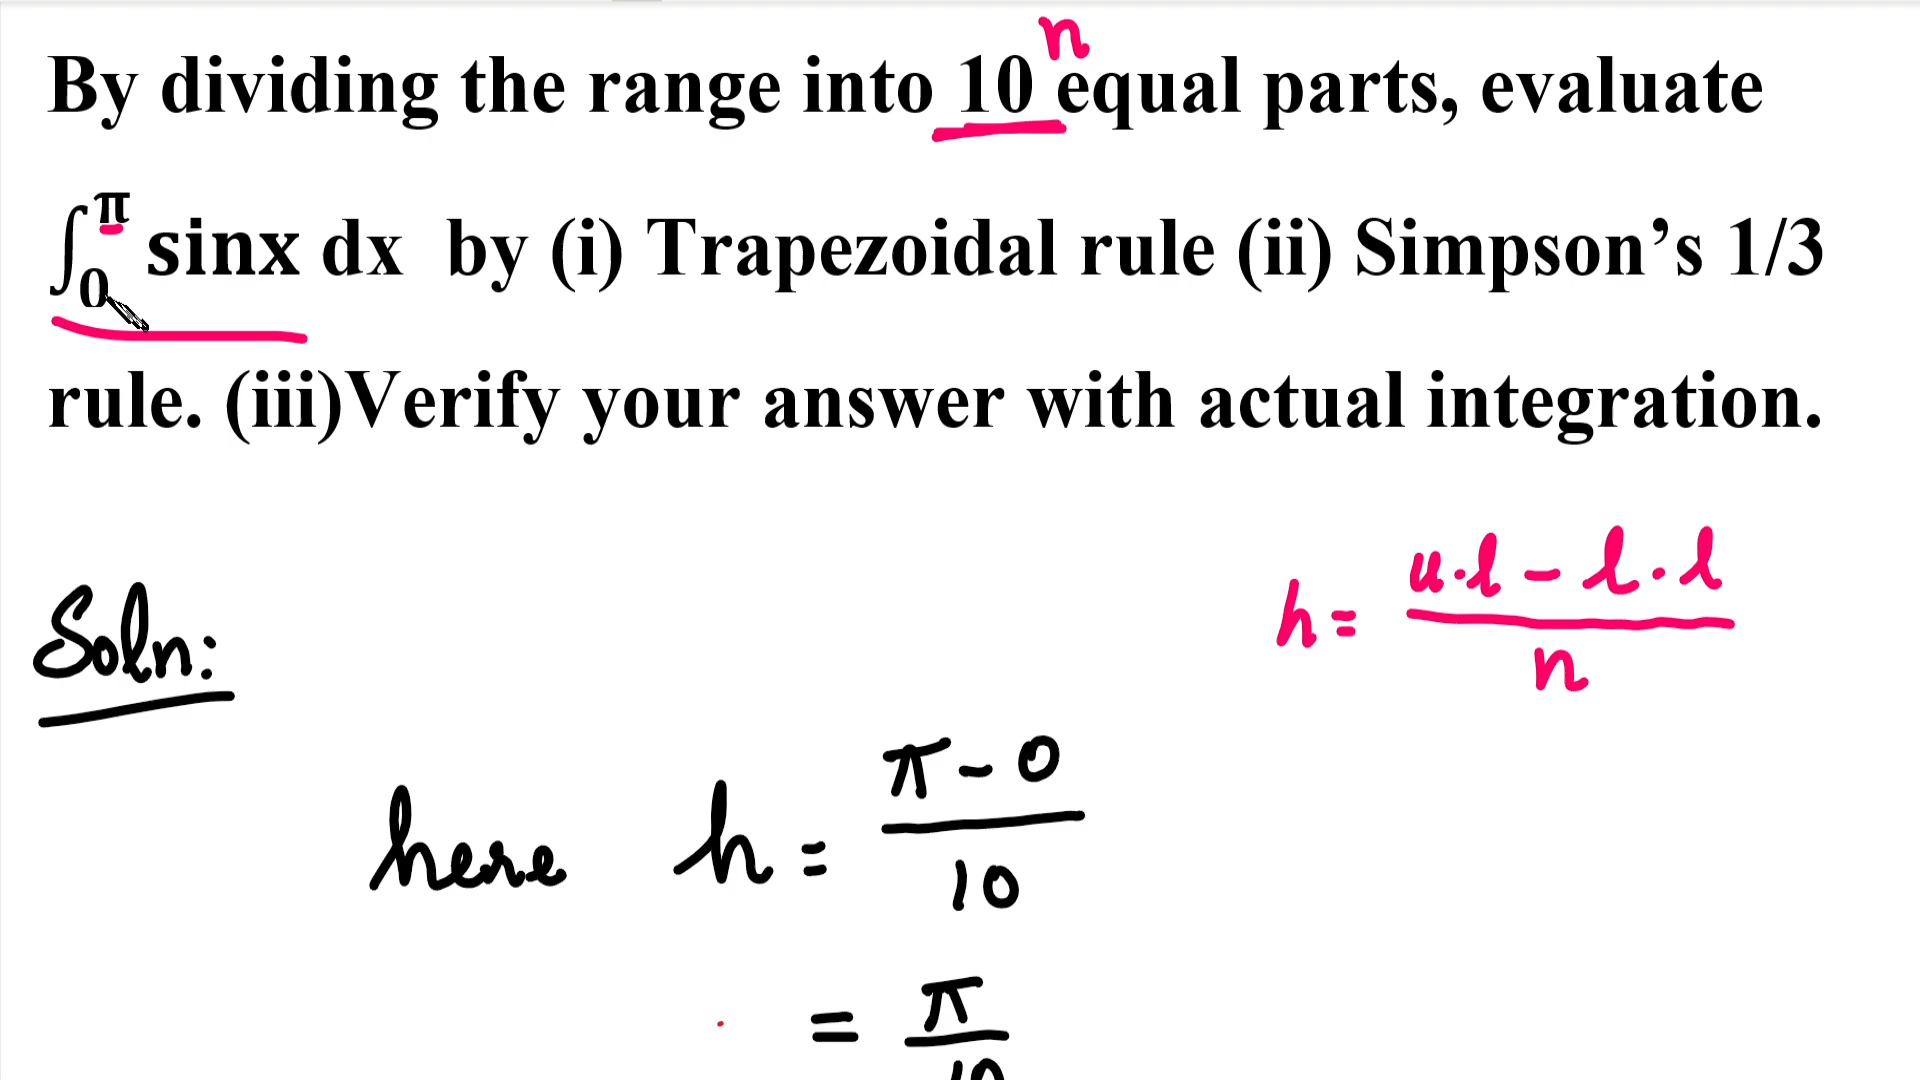 By dividing the range into 10 n equal parts, evaluate
∫₀^π sinx dx by (i) Trapezoidal rule (ii) Simpson’s 1/3
rule. (iii)Verify your answer with actual integration.
h = (u.l - l.l)/n
Soln:
here h = (π - 0)/10
= π/10